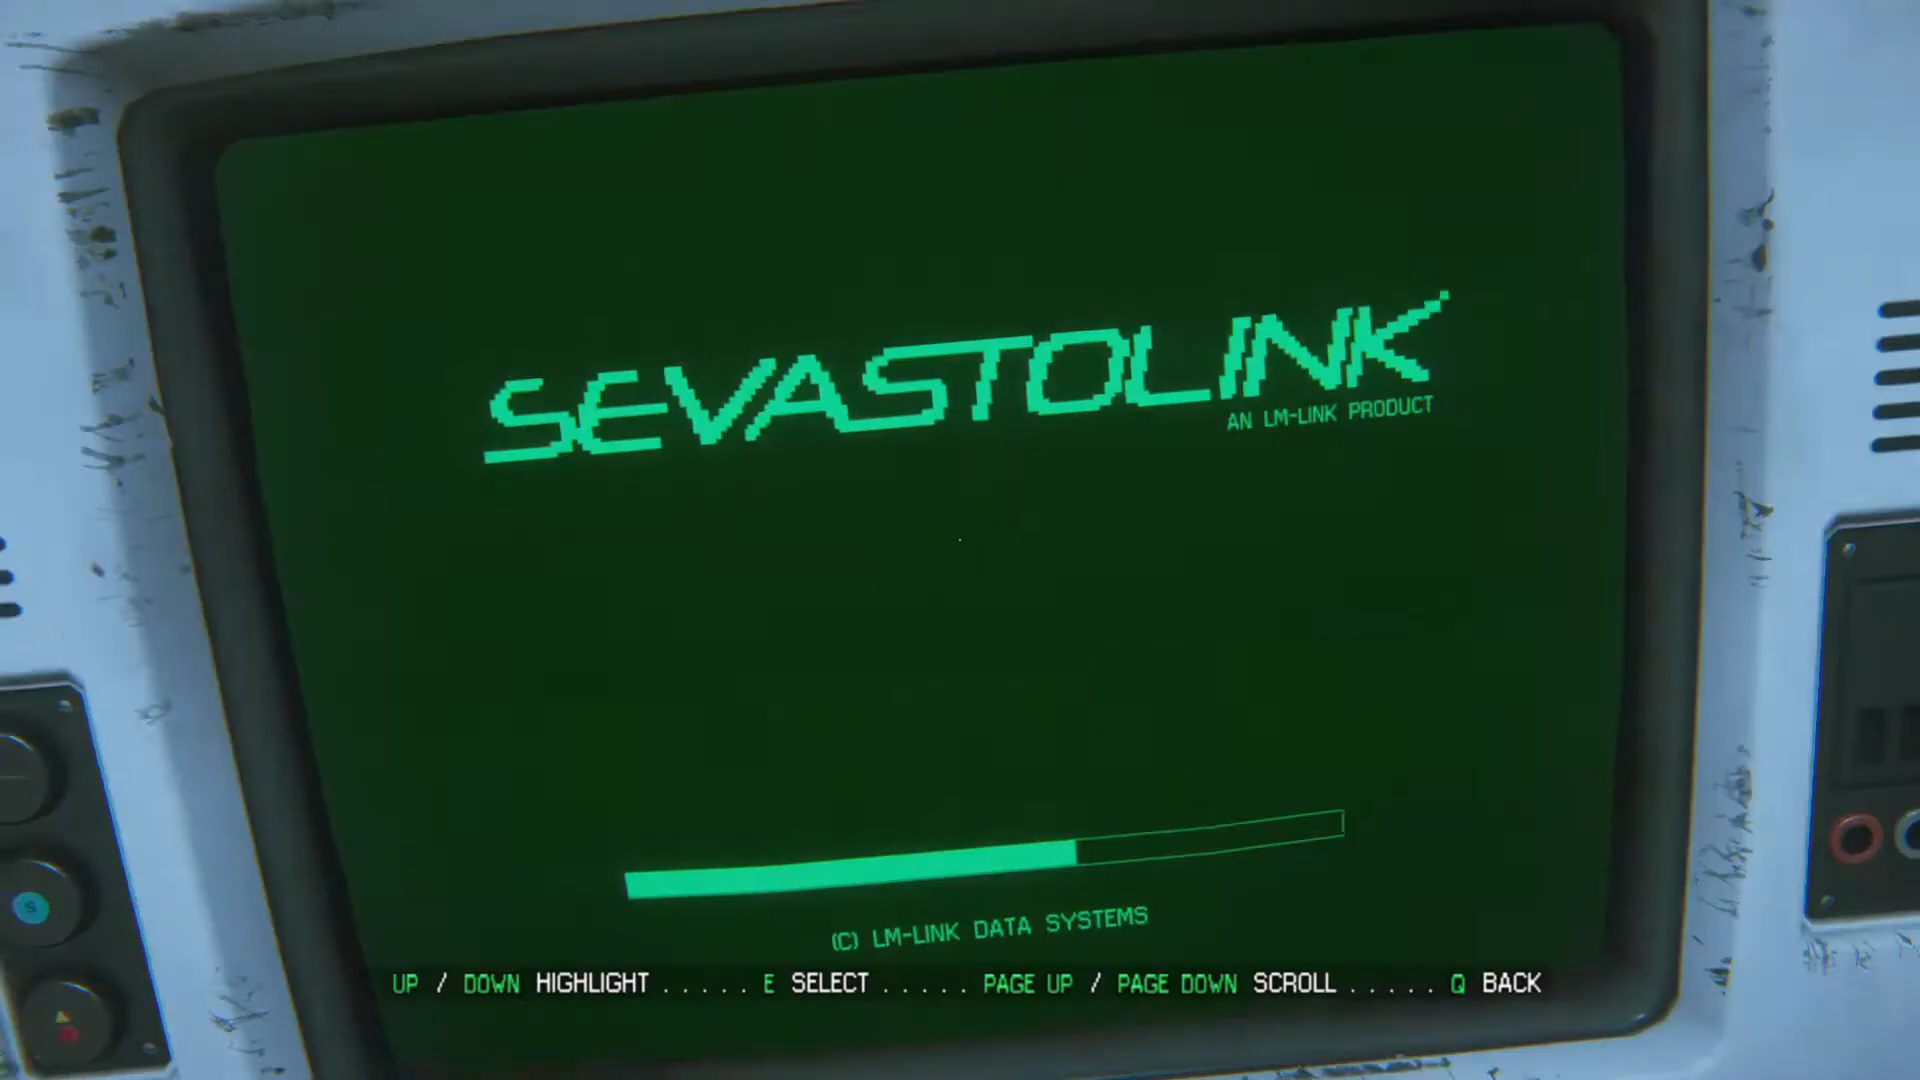 SEVASTOLINK
AN LM-LINK PRODUCT
(C) LM-LINK DATA SYSTEMS
UP / DOWN HIGHLIGHT ..... E SELECT ..... PAGE UP / PAGE DOWN SCROLL ..... Q BACK
S